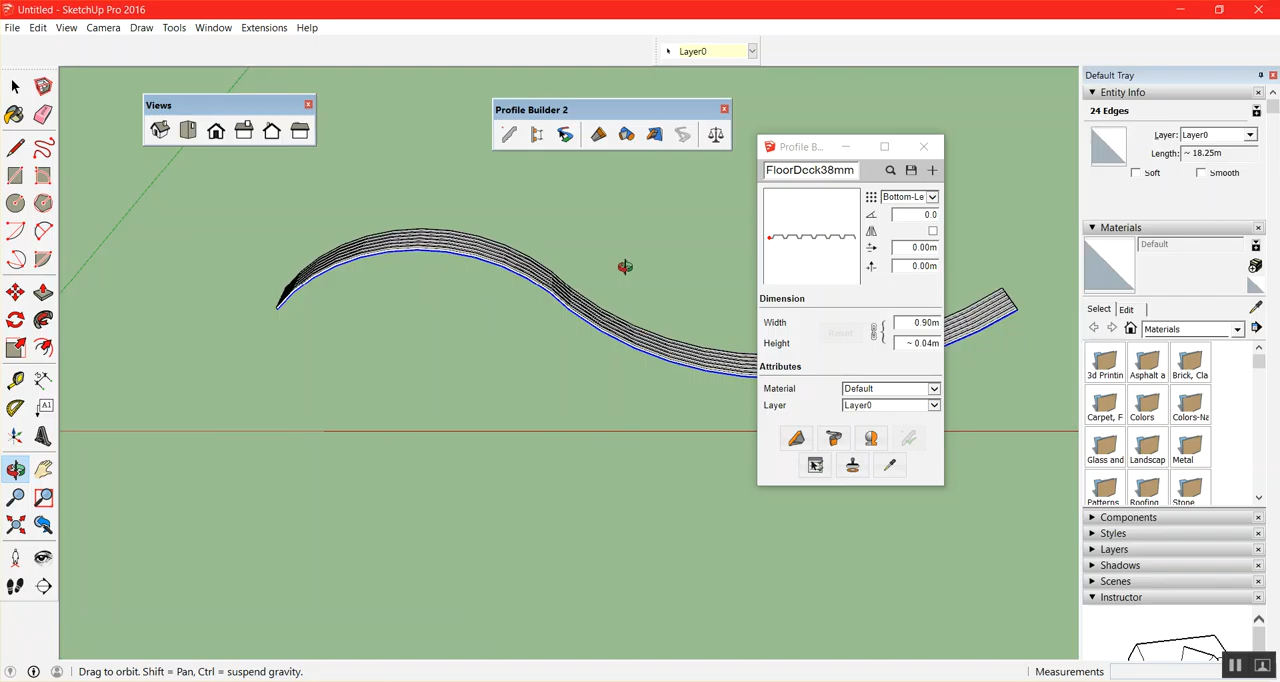 Untitled - SketchUp Pro 2016
File Edit View Camera Draw Tools Window Extensions Help
Layer0
Views
Profile Builder 2
Profile B...
FloorDeck38mm
Bottom-Le
0.0
0.00m
0.00m
Dimension
Width 0.90m
Reset
Height ~ 0.04m
Attributes
Material Default
Layer Layer0
Default Tray
Entity Info
24 Edges
Layer: Layer0
Length: ~ 18.25m
Soft Smooth
Materials
Default
Select Edit
Materials
3d Printin Asphalt a Brick, Cla
Carpet, F Colors Colors-Na
Glass and Landscap Metal
Patterns Roofing Stone
Components
Styles
Layers
Shadows
Scenes
Instructor
Drag to orbit. Shift = Pan, Ctrl = suspend gravity.
Measurements